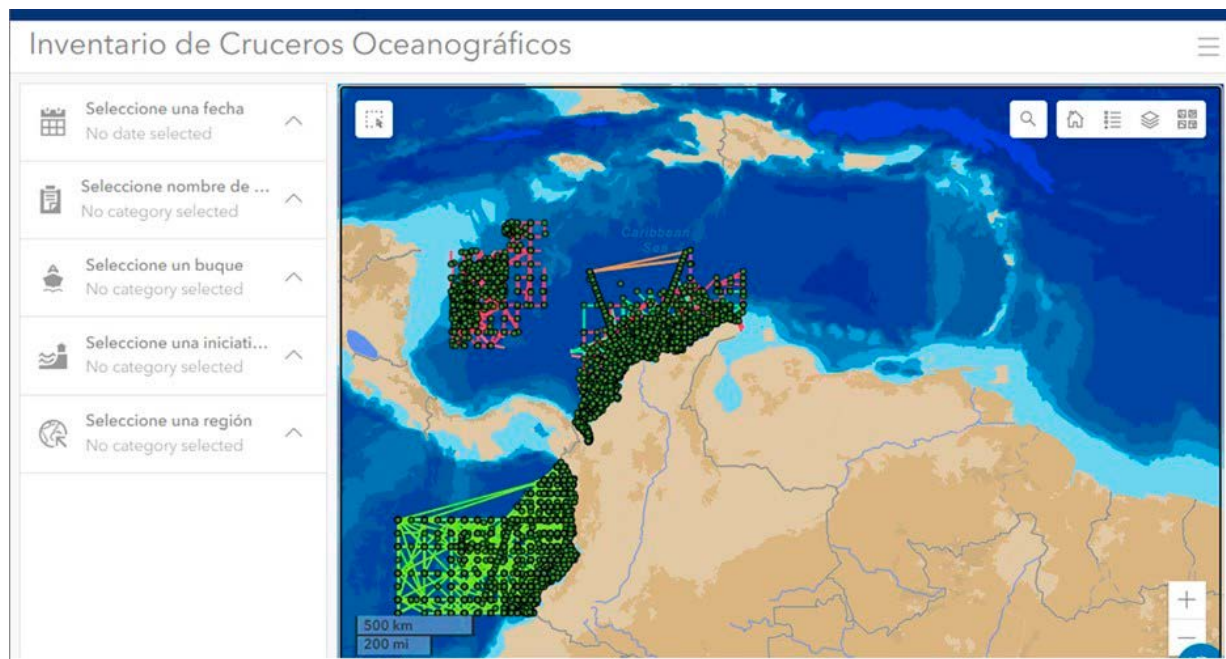 Inventario de Cruceros Oceanográficos
Seleccione una fecha
No date selected
Seleccione nombre de ...
No category selected
Seleccione un buque
No category selected
Seleccione una iniciati...
No category selected
Seleccione una región
No category selected
Caribbean
Sea
500 km
200 mi